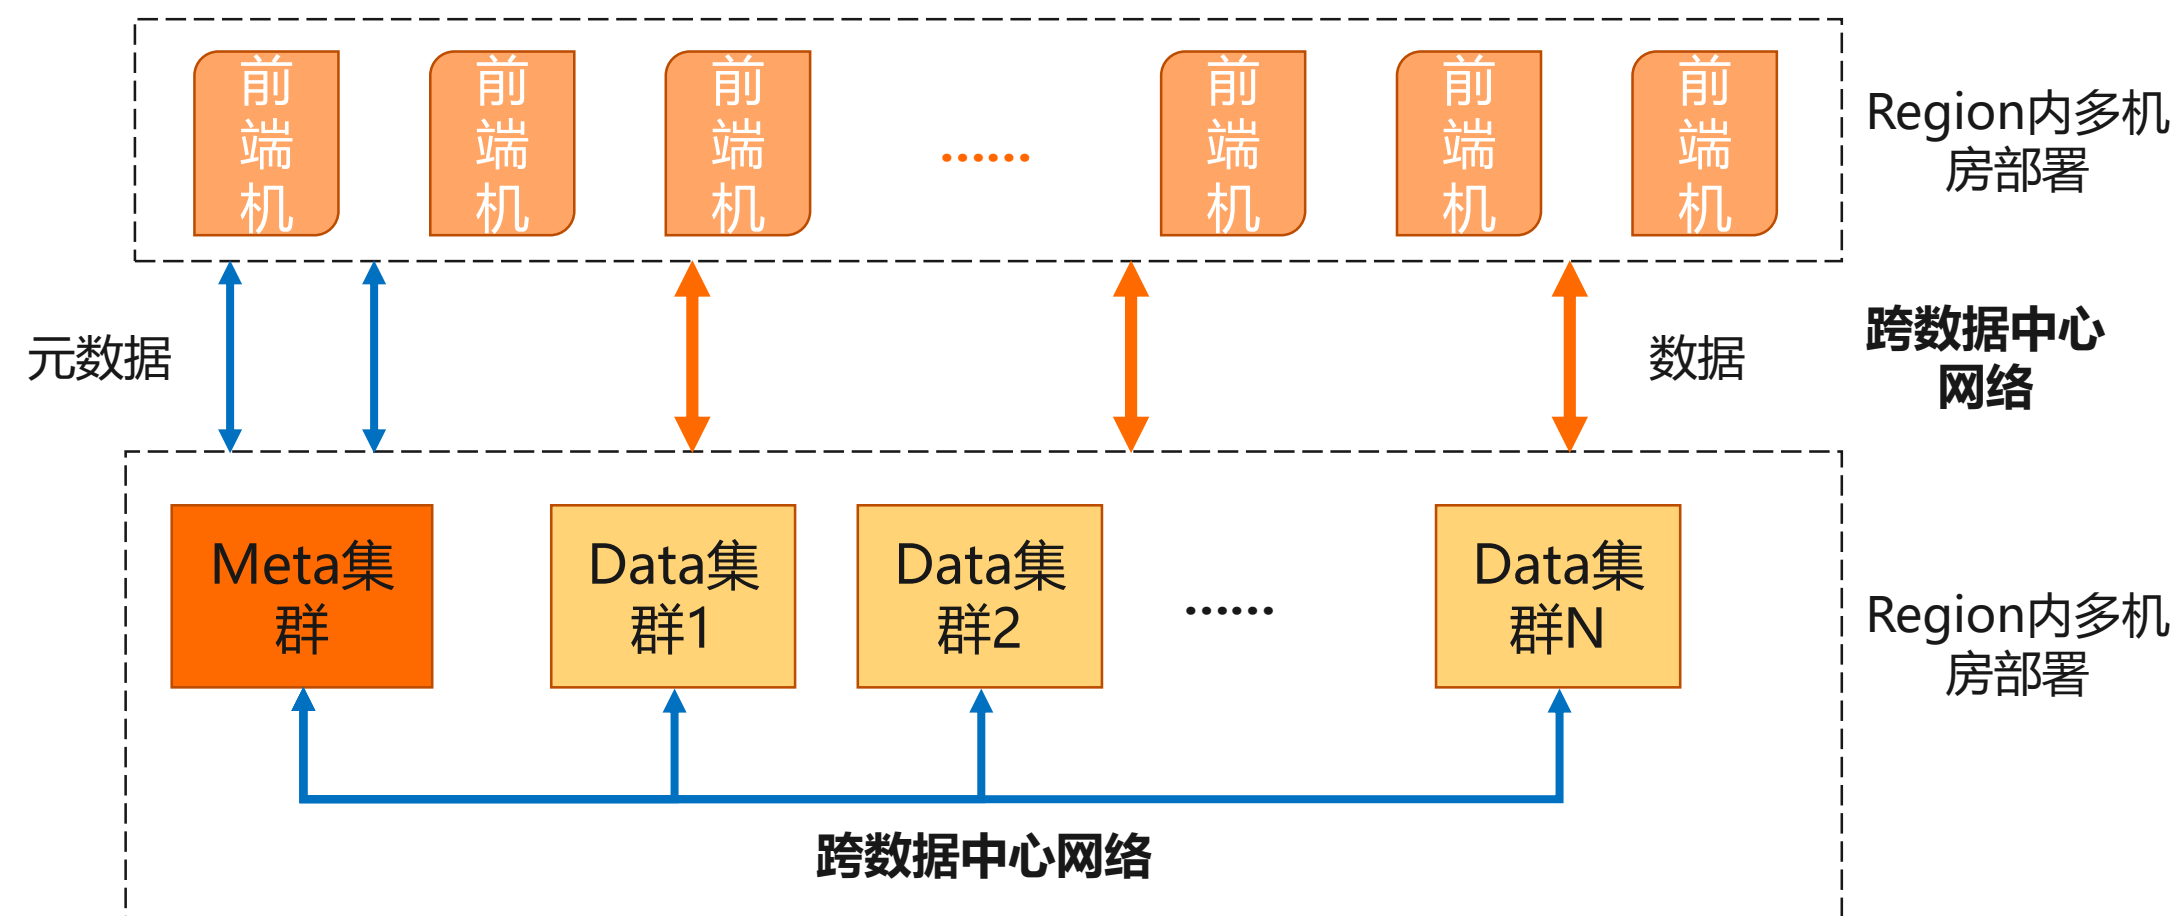 前
端
机
前
端
机
前
端
机
......
前
端
机
前
端
机
前
端
机
Region内多机
房部署
元数据
数据
跨数据中心
网络
Meta集
群
Data集
群1
Data集
群2
......
Data集
群N
Region内多机
房部署
跨数据中心网络